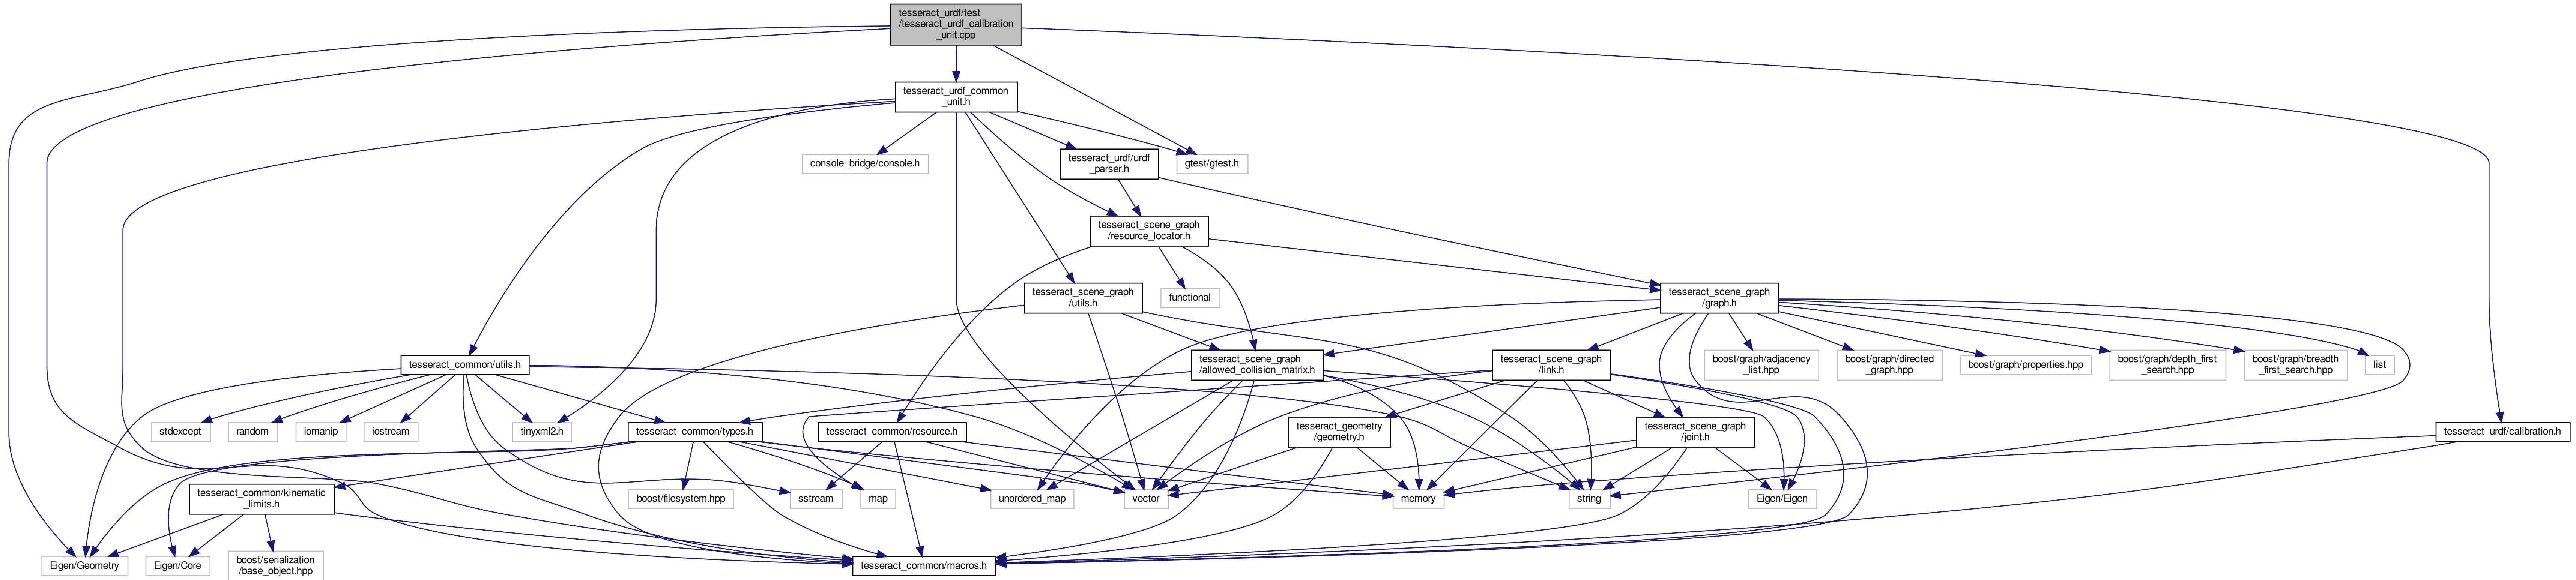 tesseract_urdf/test
/tesseract_urdf_calibration
_unit.cpp
tesseract_urdf_common
_unit.h
console_bridge/console.h
tesseract_urdf/urdf
_parser.h
gtest/gtest.h
tesseract_scene_graph
/resource_locator.h
tesseract_scene_graph
/utils.h
functional
tesseract_scene_graph
/graph.h
tesseract_common/utils.h
tesseract_scene_graph
/allowed_collision_matrix.h
tesseract_scene_graph
/link.h
boost/graph/adjacency
_list.hpp
boost/graph/directed
_graph.hpp
boost/graph/properties.hpp
boost/graph/depth_first
_search.hpp
boost/graph/breadth
_first_search.hpp
list
stdexcept
random
iomanip
iostream
tinyxml2.h
tesseract_common/types.h
tesseract_common/resource.h
tesseract_geometry
/geometry.h
tesseract_scene_graph
/joint.h
tesseract_urdf/calibration.h
tesseract_common/kinematic
_limits.h
boost/filesystem.hpp
sstream
map
unordered_map
vector
memory
string
Eigen/Eigen
Eigen/Geometry
Eigen/Core
boost/serialization
/base_object.hpp
tesseract_common/macros.h